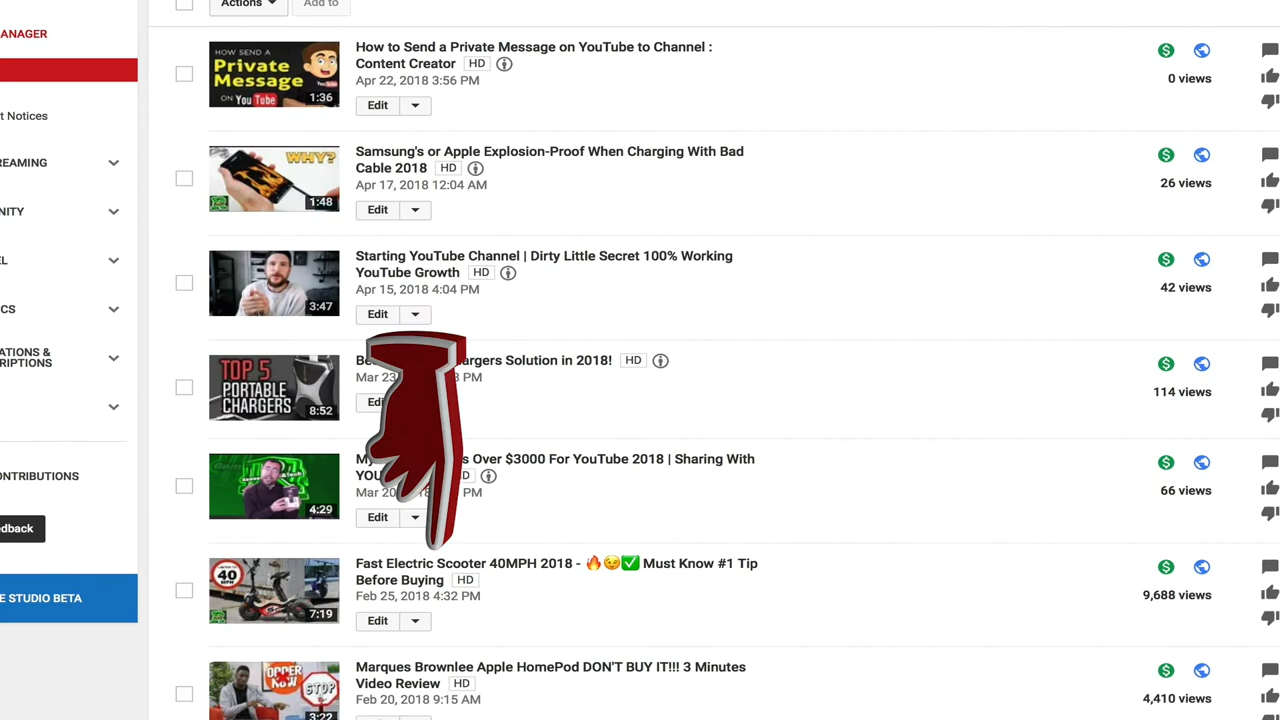 Actions
Add to
ANAGER
t Notices
REAMING
NITY
L
CS
ATIONS &
RIPTIONS
ONTRIBUTIONS
edback
E STUDIO BETA
HOW SEND A
Private
Message
ON YouTube
1:36
How to Send a Private Message on YouTube to Channel :
Content Creator HD
Apr 22, 2018 3:56 PM
Edit
0 views
WHY?
1:48
Samsung's or Apple Explosion-Proof When Charging With Bad
Cable 2018 HD
Apr 17, 2018 12:04 AM
Edit
26 views
3:47
Starting YouTube Channel | Dirty Little Secret 100% Working
YouTube Growth HD
Apr 15, 2018 4:04 PM
Edit
42 views
TOP 5
PORTABLE
CHARGERS
8:52
argers Solution in 2018! HD
Mar 23 PM
114 views
4:29
Over $3000 For YouTube 2018 | Sharing With
Mar 20 PM
Edit
66 views
40
MPH
7:19
Fast Electric Scooter 40MPH 2018 - 🔥😉✅ Must Know #1 Tip
Before Buying HD
Feb 25, 2018 4:32 PM
Edit
9,688 views
STOP
3:22
Marques Brownlee Apple HomePod DON'T BUY IT!!! 3 Minutes
Video Review HD
Feb 20, 2018 9:15 AM
4,410 views